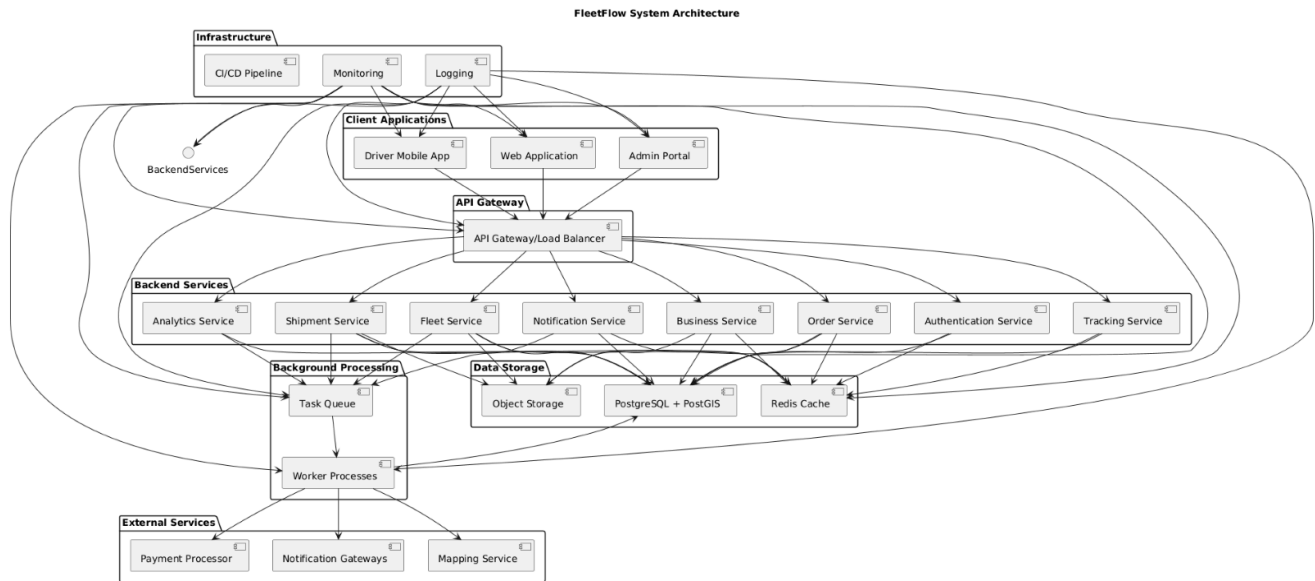 FleetFlow System Architecture
Infrastructure
CI/CD Pipeline
Monitoring
Logging
Client Applications
Driver Mobile App
Web Application
Admin Portal
BackendServices
API Gateway
API Gateway/Load Balancer
Backend Services
Analytics Service
Shipment Service
Fleet Service
Notification Service
Business Service
Order Service
Authentication Service
Tracking Service
Background Processing
Data Storage
Task Queue
Object Storage
PostgreSQL + PostGIS
Redis Cache
Worker Processes
External Services
Payment Processor
Notification Gateways
Mapping Service